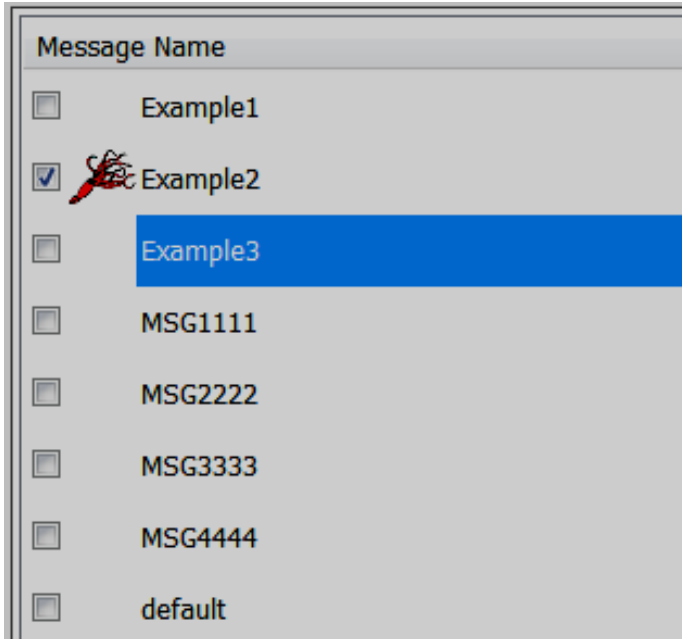 Message Name
Example1
Example2
Example3
MSG1111
MSG2222
MSG3333
MSG4444
default